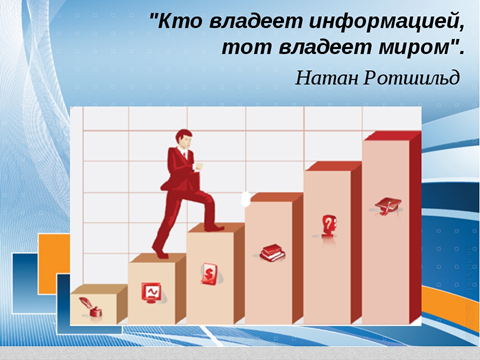 "Кто владеет информацией,
тот владеет миром".
Натан Ротшильд